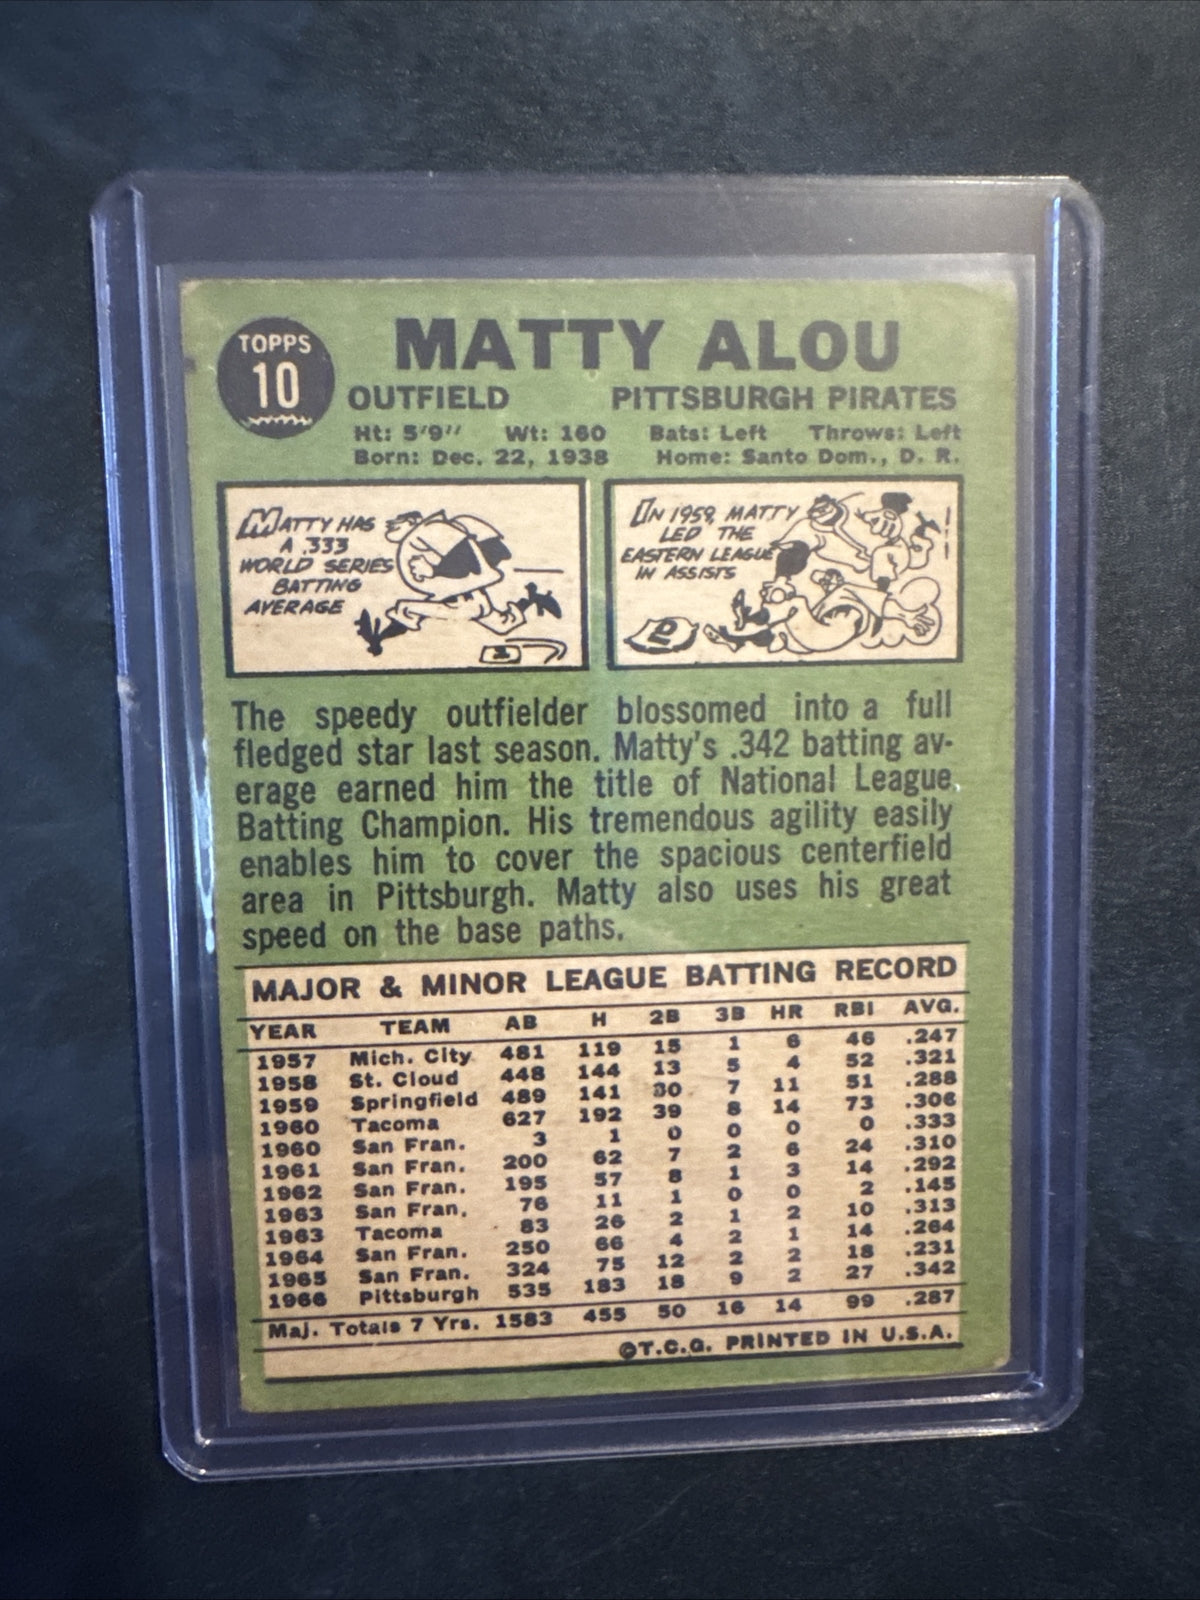 TOPPS
10
MATTY ALOU
OUTFIELD PITTSBURGH PIRATES
Ht: 5'9" Wt: 160 Bats: Left Throws: Left
Born: Dec. 22, 1938 Home: Santo Dom., D. R.
MATTY HAS
A .333
WORLD SERIES
BATTING
AVERAGE
IN 1959, MATTY
LED THE
EASTERN LEAGUE
IN ASSISTS
P
The speedy outfielder blossomed into a full
fledged star last season. Matty's .342 batting av-
erage earned him the title of National League
Batting Champion. His tremendous agility easily
enables him to cover the spacious centerfield
area in Pittsburgh. Matty also uses his great
speed on the base paths.
MAJOR & MINOR LEAGUE BATTING RECORD
YEAR TEAM AB H 2B 3B HR RBI AVG.
1957 Mich. City 481 119 15 1 6 46 .247
1958 St. Cloud 448 144 13 5 4 52 .321
1959 Springfield 489 141 30 7 11 51 .288
1960 Tacoma 627 192 39 8 14 73 .306
1960 San Fran. 3 1 0 0 0 0 .333
1961 San Fran. 200 62 7 2 6 24 .310
1962 San Fran. 195 57 8 1 3 14 .292
1963 San Fran. 76 11 1 0 0 2 .145
1963 Tacoma 83 26 2 1 2 10 .313
1964 San Fran. 250 66 4 2 1 14 .264
1965 San Fran. 324 75 12 2 2 18 .231
1966 Pittsburgh 535 183 18 9 2 27 .342
Maj. Totals 7 Yrs. 1583 455 50 16 14 99 .287
©T.C.G. PRINTED IN U.S.A.